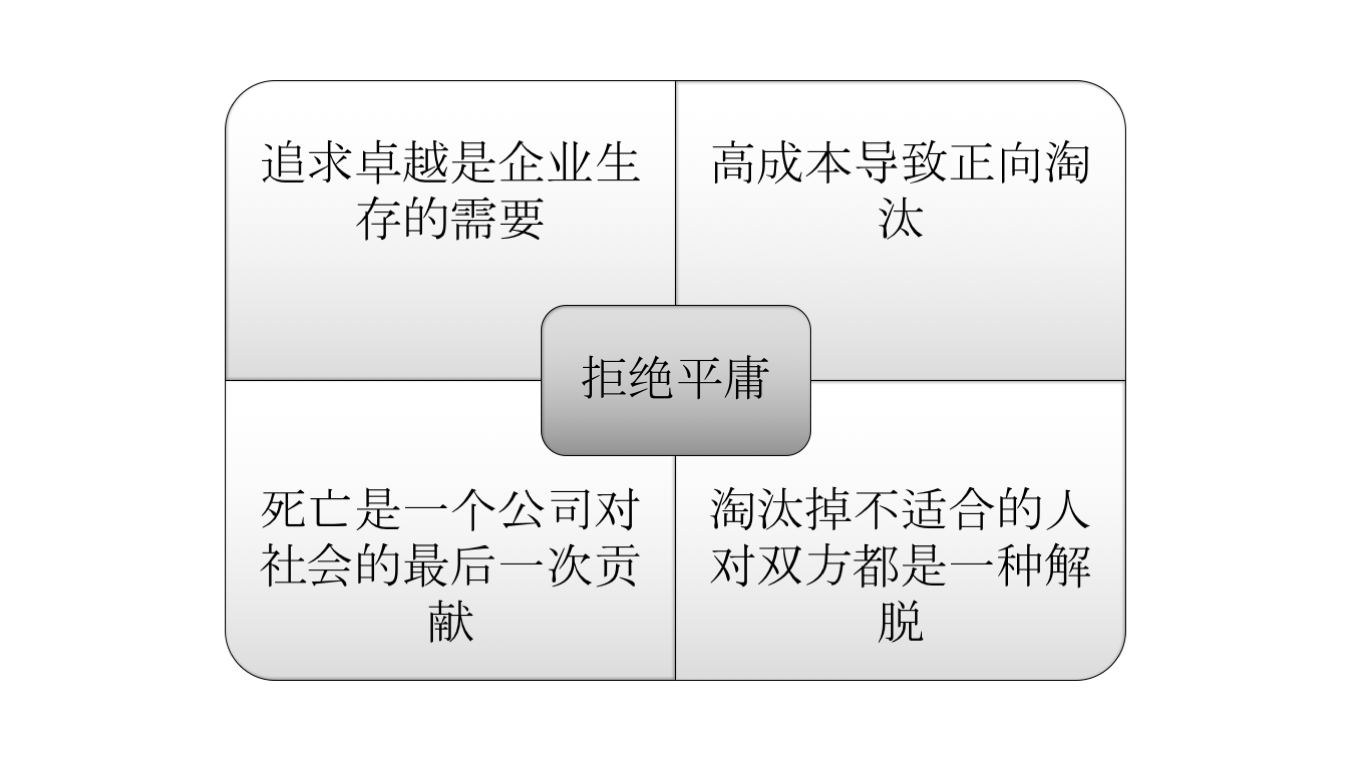 追求卓越是企业生
存的需要
高成本导致正向淘
汰
拒绝平庸
死亡是一个公司对
社会的最后一次贡
献
淘汰掉不适合的人
对双方都是一种解
脱